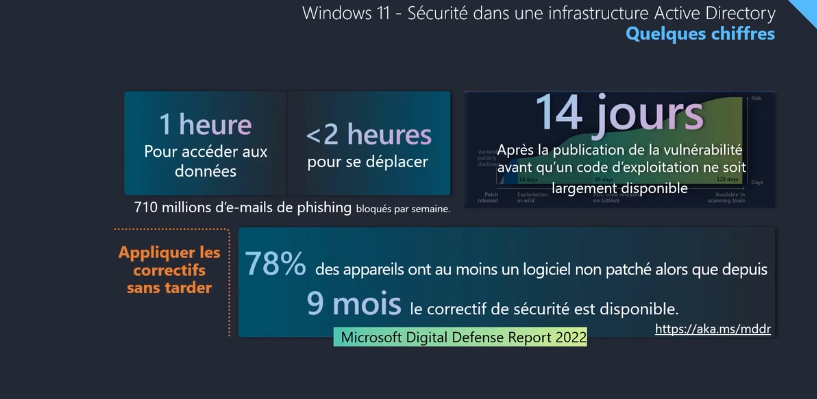 Windows 11 - Sécurité dans une infrastructure Active Directory
Quelques chiffres
1 heure
Pour accéder aux
données
<2 heures
pour se déplacer
14 jours
Après la publication de la vulnérabilité
avant qu'un code d'exploitation ne soit
largement disponible
Risk
Days
Patch
released
Exploitation
in wild
on GitHub
Available in
scanning tools
710 millions d'e-mails de phishing bloqués par semaine.
Appliquer les
correctifs
sans tarder
78% des appareils ont au moins un logiciel non patché alors que depuis
9 mois le correctif de sécurité est disponible.
https://aka.ms/mddr
Microsoft Digital Defense Report 2022